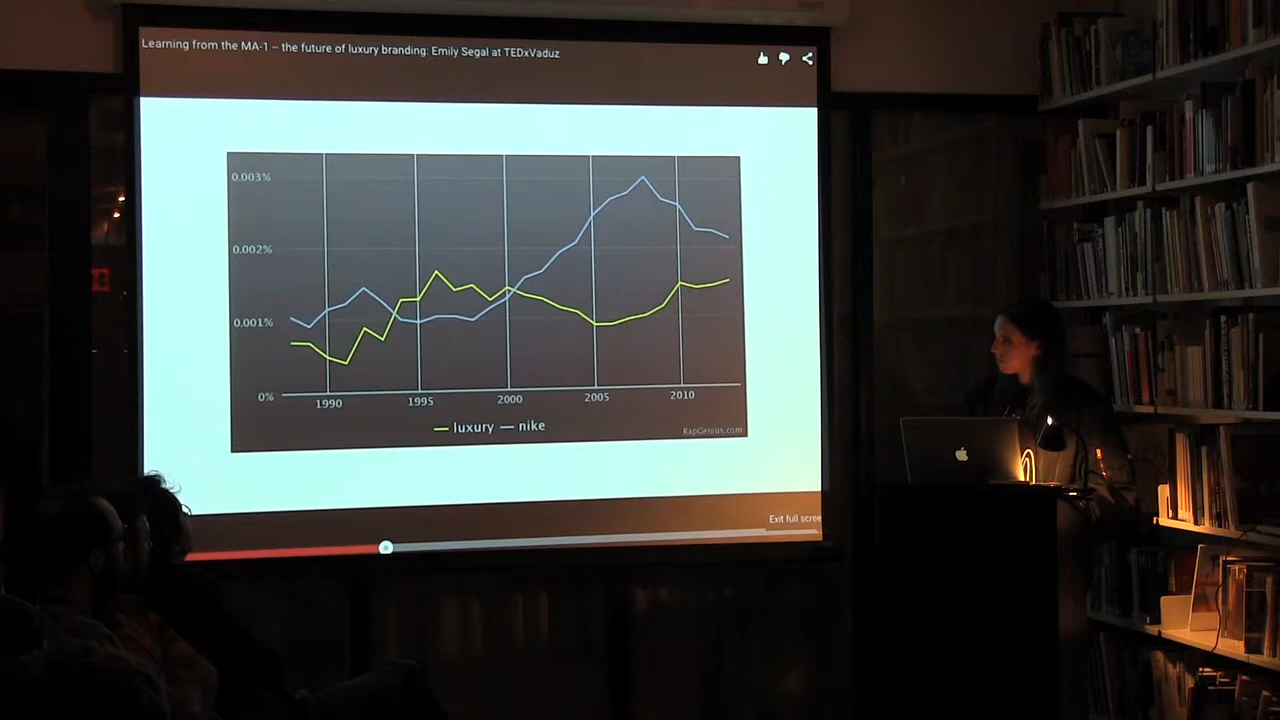 Learning from the MA-1 – the future of luxury branding: Emily Segal at TEDxVaduz
0.003%
0.002%
0.001%
0%
1990 1995 2000 2005 2010
luxury nike
RapGenius.com
Exit full scree